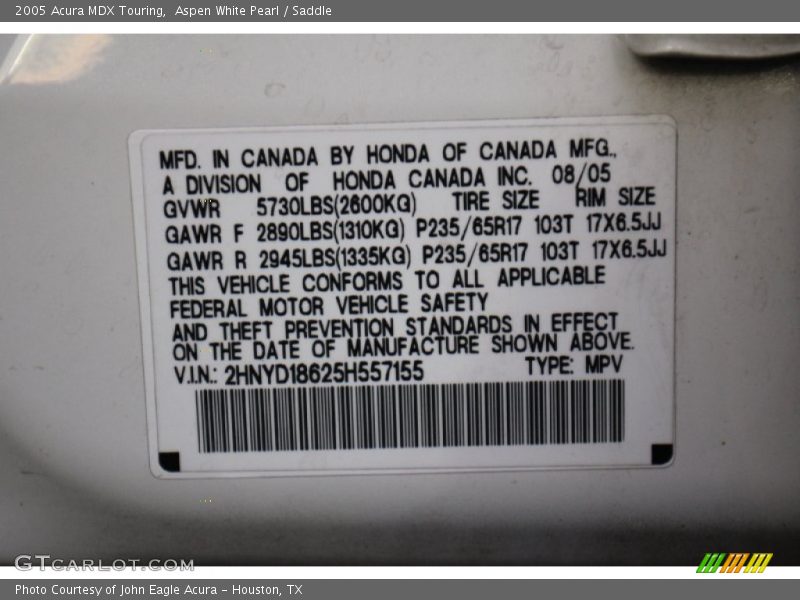 2005 Acura MDX Touring,  Aspen White Pearl / Saddle
MFD. IN CANADA BY HONDA OF CANADA MFG.,
A DIVISION OF HONDA CANADA INC. 08/05
GVWR 5730LBS(2600KG) TIRE SIZE RIM SIZE
GAWR F 2890LBS(1310KG) P235/65R17 103T 17X6.5JJ
GAWR R 2945LBS(1335KG) P235/65R17 103T 17X6.5JJ
THIS VEHICLE CONFORMS TO ALL APPLICABLE
FEDERAL MOTOR VEHICLE SAFETY
AND THEFT PREVENTION STANDARDS IN EFFECT
ON THE DATE OF MANUFACTURE SHOWN ABOVE.
V.I.N.: 2HNYD18625H557155 TYPE: MPV
GTCARLOT.COM
Photo Courtesy of John Eagle Acura - Houston, TX